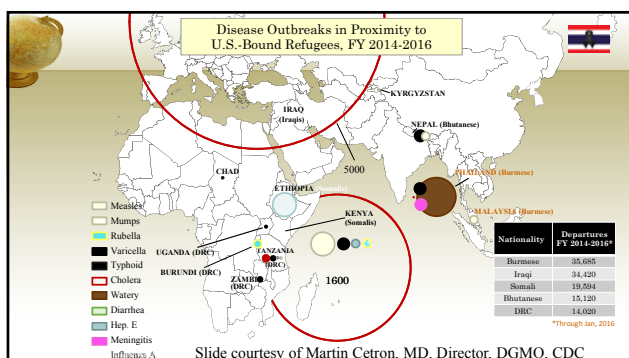 Disease Outbreaks in Proximity to
U.S.-Bound Refugees, FY 2014-2016
KYRGYZSTAN
IRAQ
(Iraqis)
NEPAL (Bhutanese)
5000
THAILAND (Burmese)
CHAD
ETHIOPIA (Somalis)
MALAYSIA (Burmese)
KENYA
(Somalis)
UGANDA (DRC)
TANZANIA
(DRC)
BURUNDI (DRC)
ZAMBIA
(DRC)
1600
Measles
Mumps
Rubella
Varicella
Typhoid
Cholera
Watery
Diarrhea
Hep. E
Meningitis
Influenza A
Nationality Departures FY 2014-2016*
Burmese 35,685
Iraqi 34,420
Somali 19,594
Bhutanese 15,120
DRC 14,020
*Through Jan, 2016
Slide courtesy of Martin Cetron, MD, Director, DGMQ, CDC